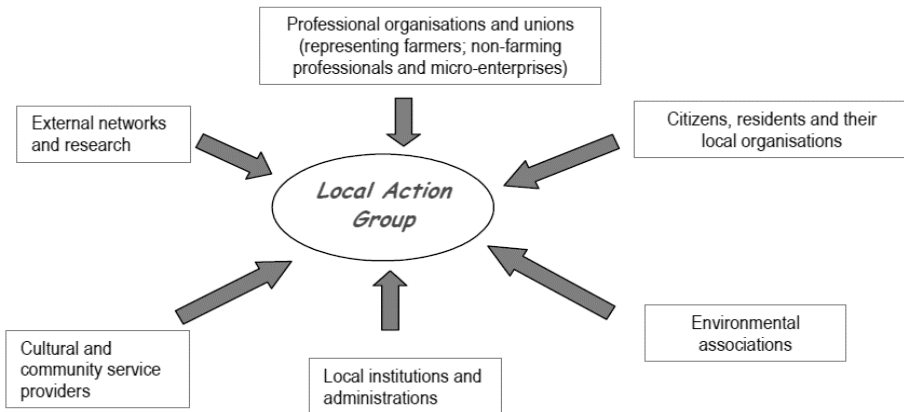 Professional organisations and unions
(representing farmers; non-farming
professionals and micro-enterprises)
External networks
and research
Citizens, residents and their
local organisations
Local Action
Group
Cultural and
community service
providers
Local institutions and
administrations
Environmental
associations